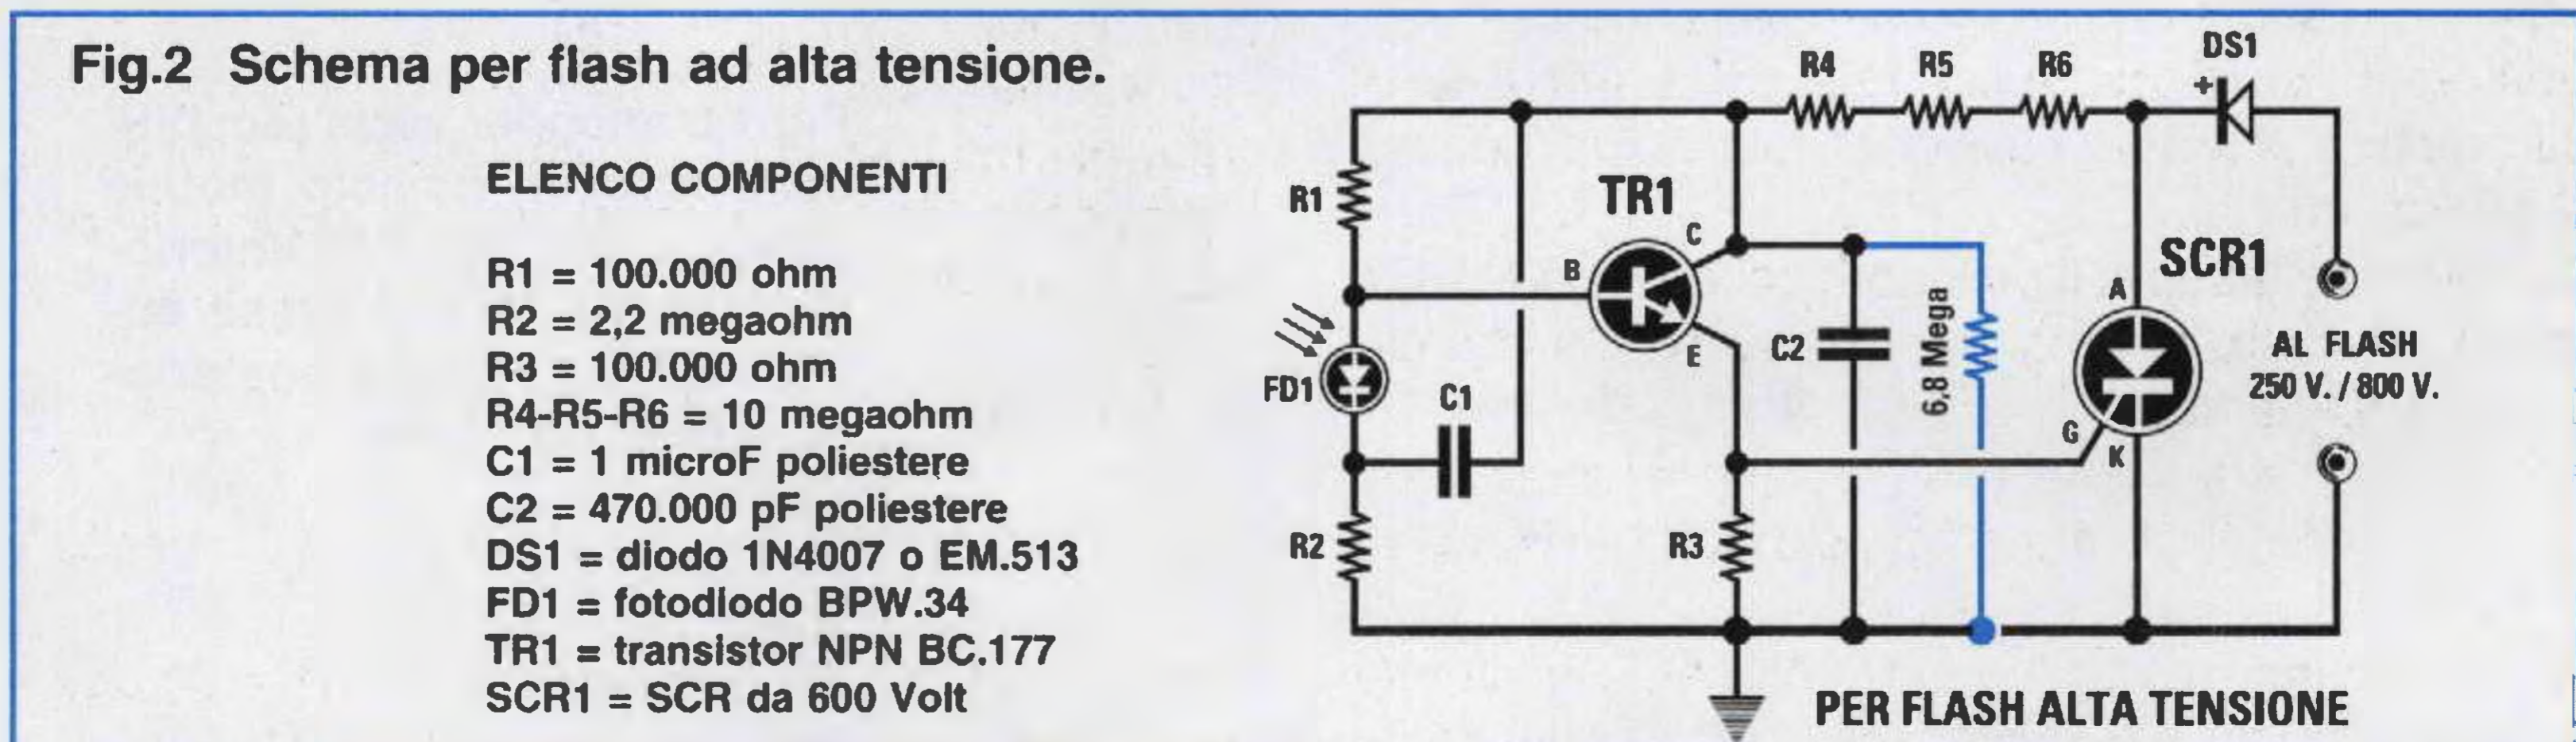 Fig.2 Schema per flash ad alta tensione.
ELENCO COMPONENTI
R1 = 100.000 ohm
R2 = 2,2 megaohm
R3 = 100.000 ohm
R4-R5-R6 = 10 megaohm
C1 = 1 microF poliestere
C2 = 470.000 pF poliestere
DS1 = diodo 1N4007 o EM.513
FD1 = fotodiodo BPW.34
TR1 = transistor NPN BC.177
SCR1 = SCR da 600 Volt
R4 R5 R6 DS1
+
R1
TR1
C
B
E
SCR1
A
G
K
FD1
C1
C2
6,8 Mega
AL FLASH
250 V. / 800 V.
R2
R3
PER FLASH ALTA TENSIONE